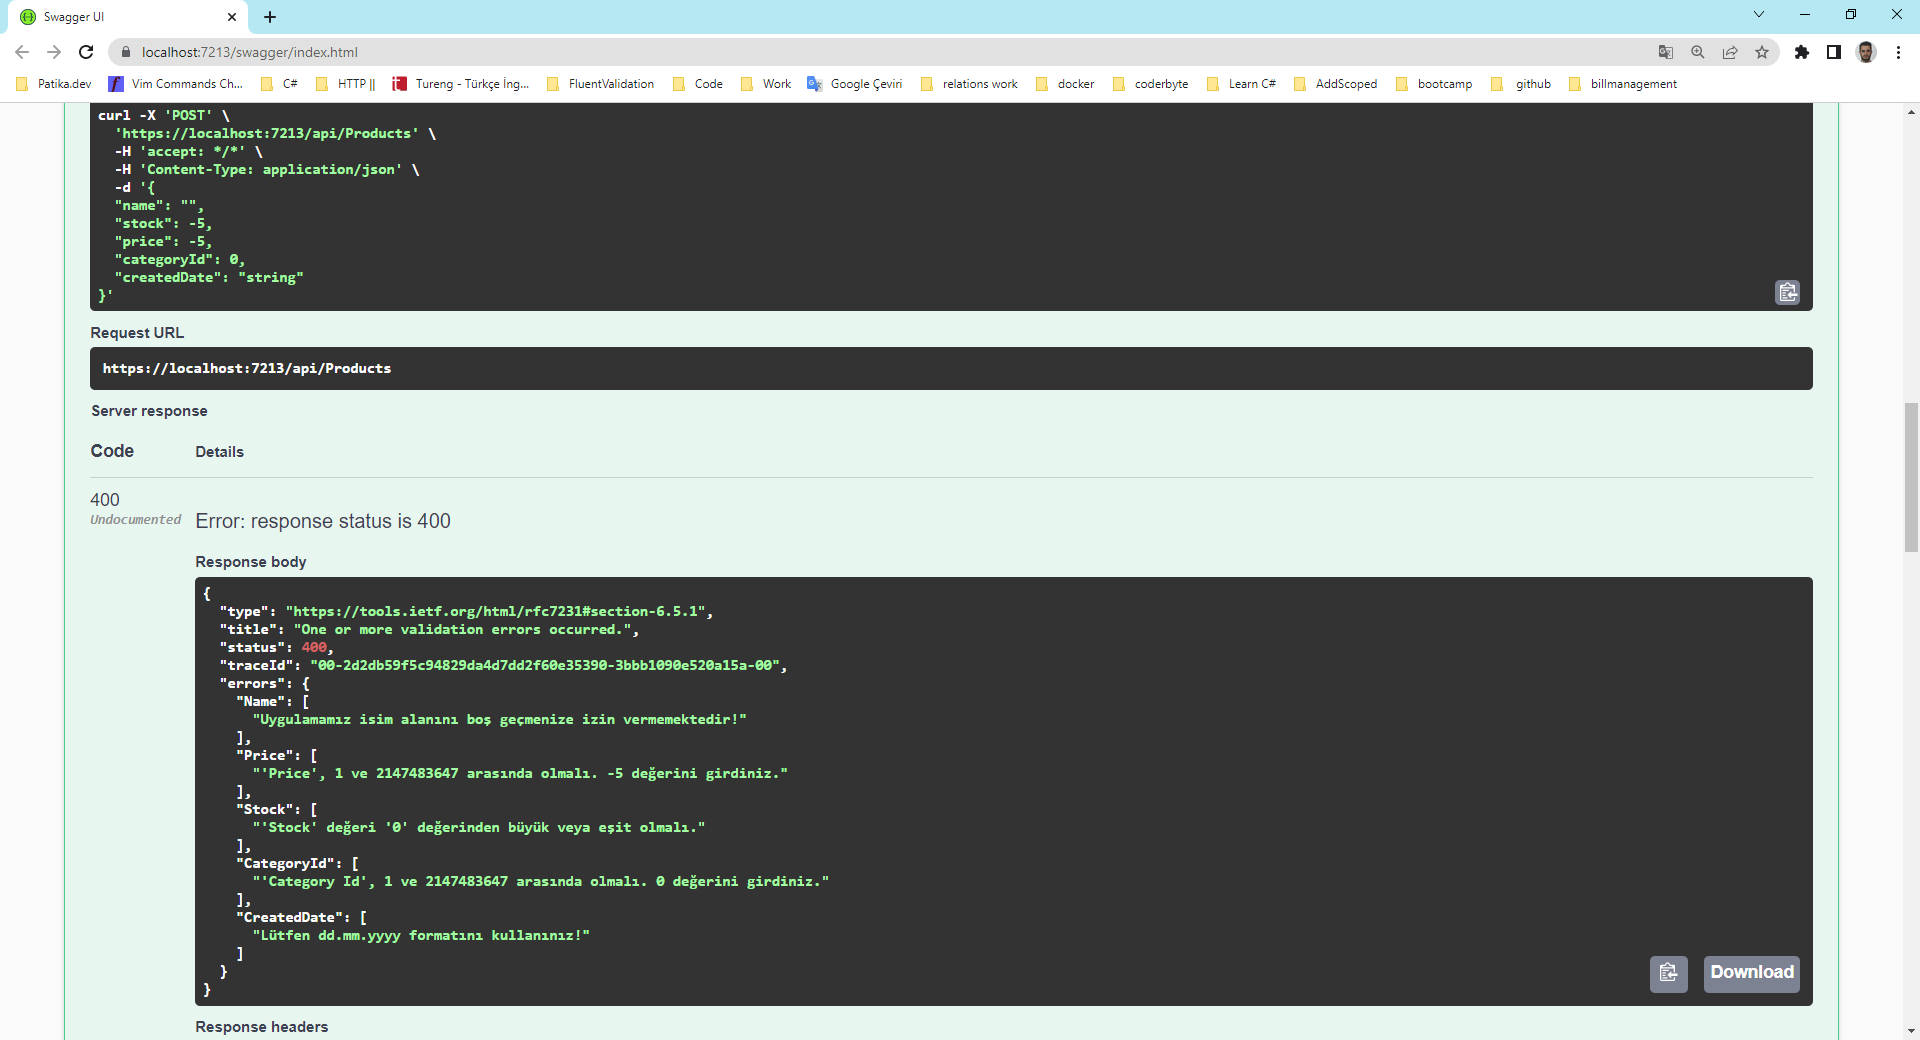 Swagger UI
localhost:7213/swagger/index.html
Patika.dev
Vim Commands Ch...
C#
HTTP ||
Tureng - Türkçe İng...
FluentValidation
Code
Work
Google Çeviri
relations work
docker
coderbyte
Learn C#
AddScoped
bootcamp
github
billmanagement
curl -X 'POST' \
'https://localhost:7213/api/Products' \
-H 'accept: */*' \
-H 'Content-Type: application/json' \
-d '{
"name": "",
"stock": -5,
"price": -5,
"categoryId": 0,
"createdDate": "string"
}'
Request URL
https://localhost:7213/api/Products
Server response
Code Details
400
Undocumented
Error: response status is 400
Response body
{
"type": "https://tools.ietf.org/html/rfc7231#section-6.5.1",
"title": "One or more validation errors occurred.",
"status": 400,
"traceId": "00-2d2db59f5c94829da4d7dd2f60e35390-3bbb1090e520a15a-00",
"errors": {
"Name": [
"Uygulamamız isim alanını boş geçmenize izin vermemektedir!"
],
"Price": [
"'Price', 1 ve 2147483647 arasında olmalı. -5 değerini girdiniz."
],
"Stock": [
"'Stock' değeri '0' değerinden büyük veya eşit olmalı."
],
"CategoryId": [
"'Category Id', 1 ve 2147483647 arasında olmalı. 0 değerini girdiniz."
],
"CreatedDate": [
"Lütfen dd.mm.yyyy formatını kullanınız!"
]
}
}
Download
Response headers